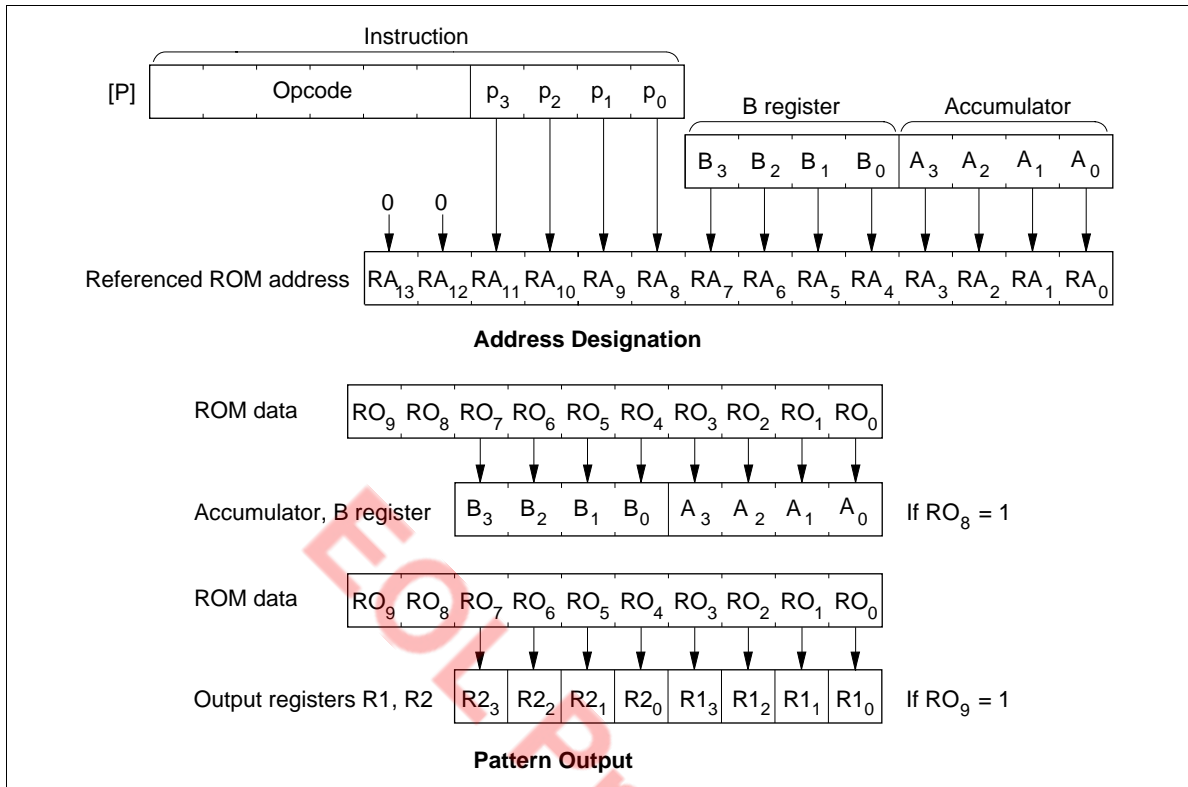 Instruction
[P] Opcode p3 p2 p1 p0
B register Accumulator
B3 B2 B1 B0 A3 A2 A1 A0
0 0
Referenced ROM address RA13 RA12 RA11 RA10 RA9 RA8 RA7 RA6 RA5 RA4 RA3 RA2 RA1 RA0
Address Designation
ROM data RO9 RO8 RO7 RO6 RO5 RO4 RO3 RO2 RO1 RO0
Accumulator, B register B3 B2 B1 B0 A3 A2 A1 A0 If RO8 = 1
ROM data RO9 RO8 RO7 RO6 RO5 RO4 RO3 RO2 RO1 RO0
Output registers R1, R2 R23 R22 R21 R20 R13 R12 R11 R10 If RO9 = 1
Pattern Output
EOL Pr